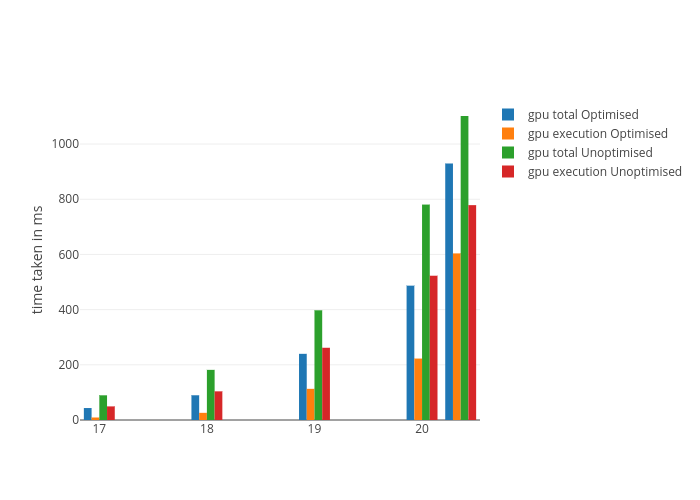 gpu total Optimised
gpu execution Optimised
gpu total Unoptimised
gpu execution Unoptimised
time taken in ms
1000
800
600
400
200
0
17 18 19 20